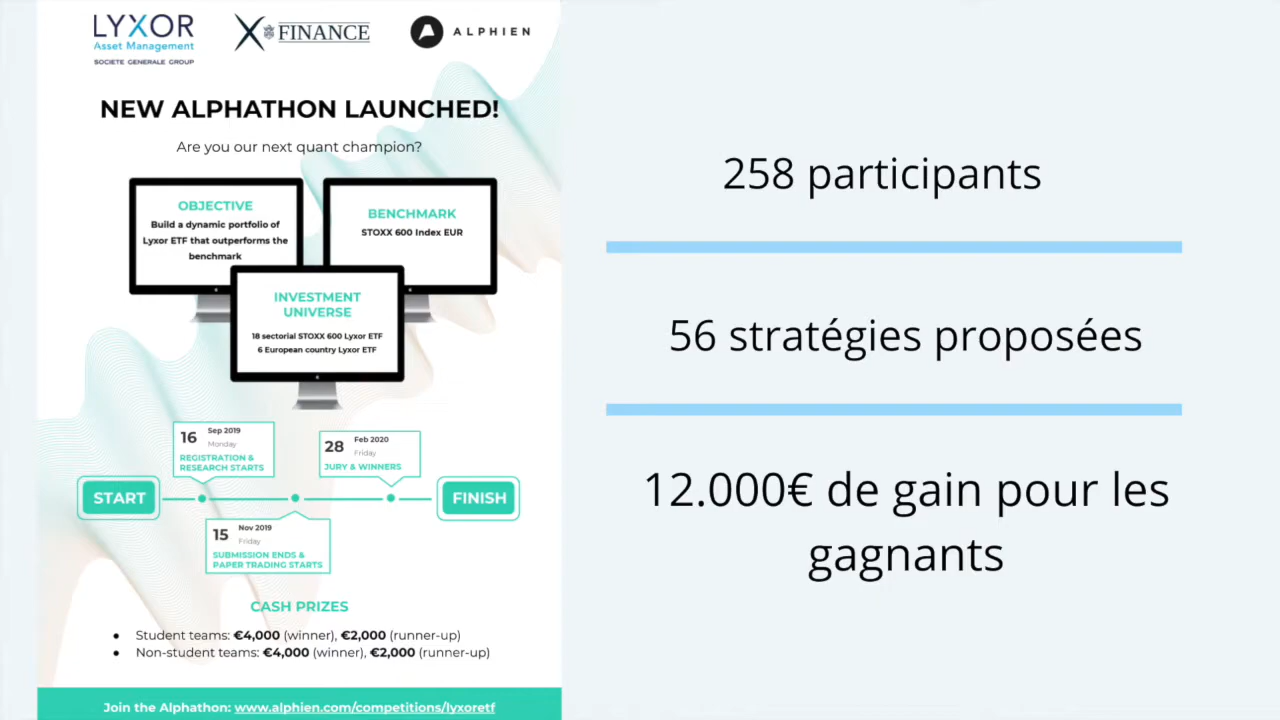 LYXOR
Asset Management
SOCIETE GENERALE GROUP
X FINANCE
ALPHIEN
NEW ALPHATHON LAUNCHED!
Are you our next quant champion?
OBJECTIVE
Build a dynamic portfolio of
Lyxor ETF that outperforms the
benchmark
BENCHMARK
STOXX 600 Index EUR
INVESTMENT
UNIVERSE
18 sectorial STOXX 600 Lyxor ETF
6 European country Lyxor ETF
START
16 Sep 2019
Monday
REGISTRATION &
RESEARCH STARTS
15 Nov 2019
Friday
SUBMISSION ENDS &
PAPER TRADING STARTS
28 Feb 2020
Friday
JURY & WINNERS
FINISH
CASH PRIZES
• Student teams: €4,000 (winner), €2,000 (runner-up)
• Non-student teams: €4,000 (winner), €2,000 (runner-up)
Join the Alphathon: www.alphien.com/competitions/lyxoretf
258 participants
56 stratégies proposées
12.000€ de gain pour les
gagnants